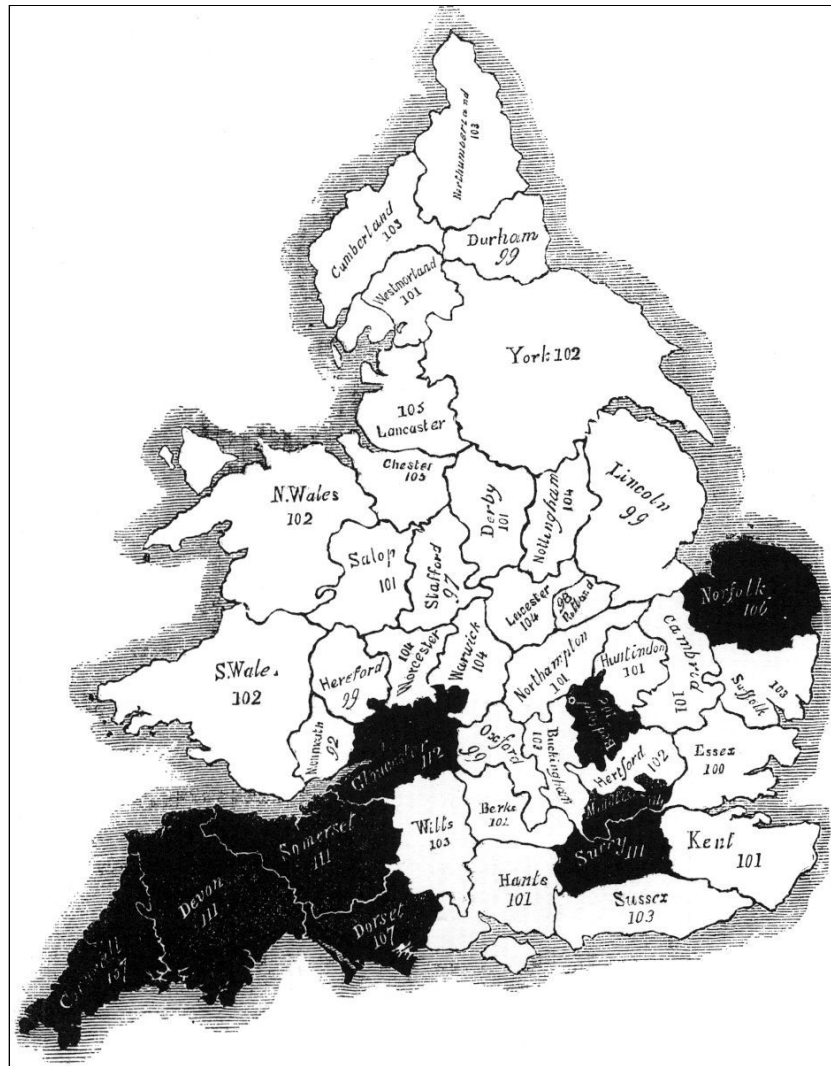 Northumberland
103
Cumberland
103
Durham
99
Westmorland
101
York 102
105
Lancaster
Chester
105
N.Wales
102
Derby
101
Nottingham
104
Lincoln
99
Salop
101
Stafford
97
Leicester
104
98
Rutland
Norfolk
106
S.Wales
102
Hereford
99
104
Worcester
Warwick
104
Northampton
101
Huntindon
101
Cambrid
101
Suffolk
103
Monmouth
92
Gloucester
112
Oxford
99
Buckingham
103
Hertford
102
Essex
100
Somerset
111
Wilts
103
Berks
Surry 111
Kent
101
Devon
111
Dorset
107
Hants
101
Sussex
103
Cornwall